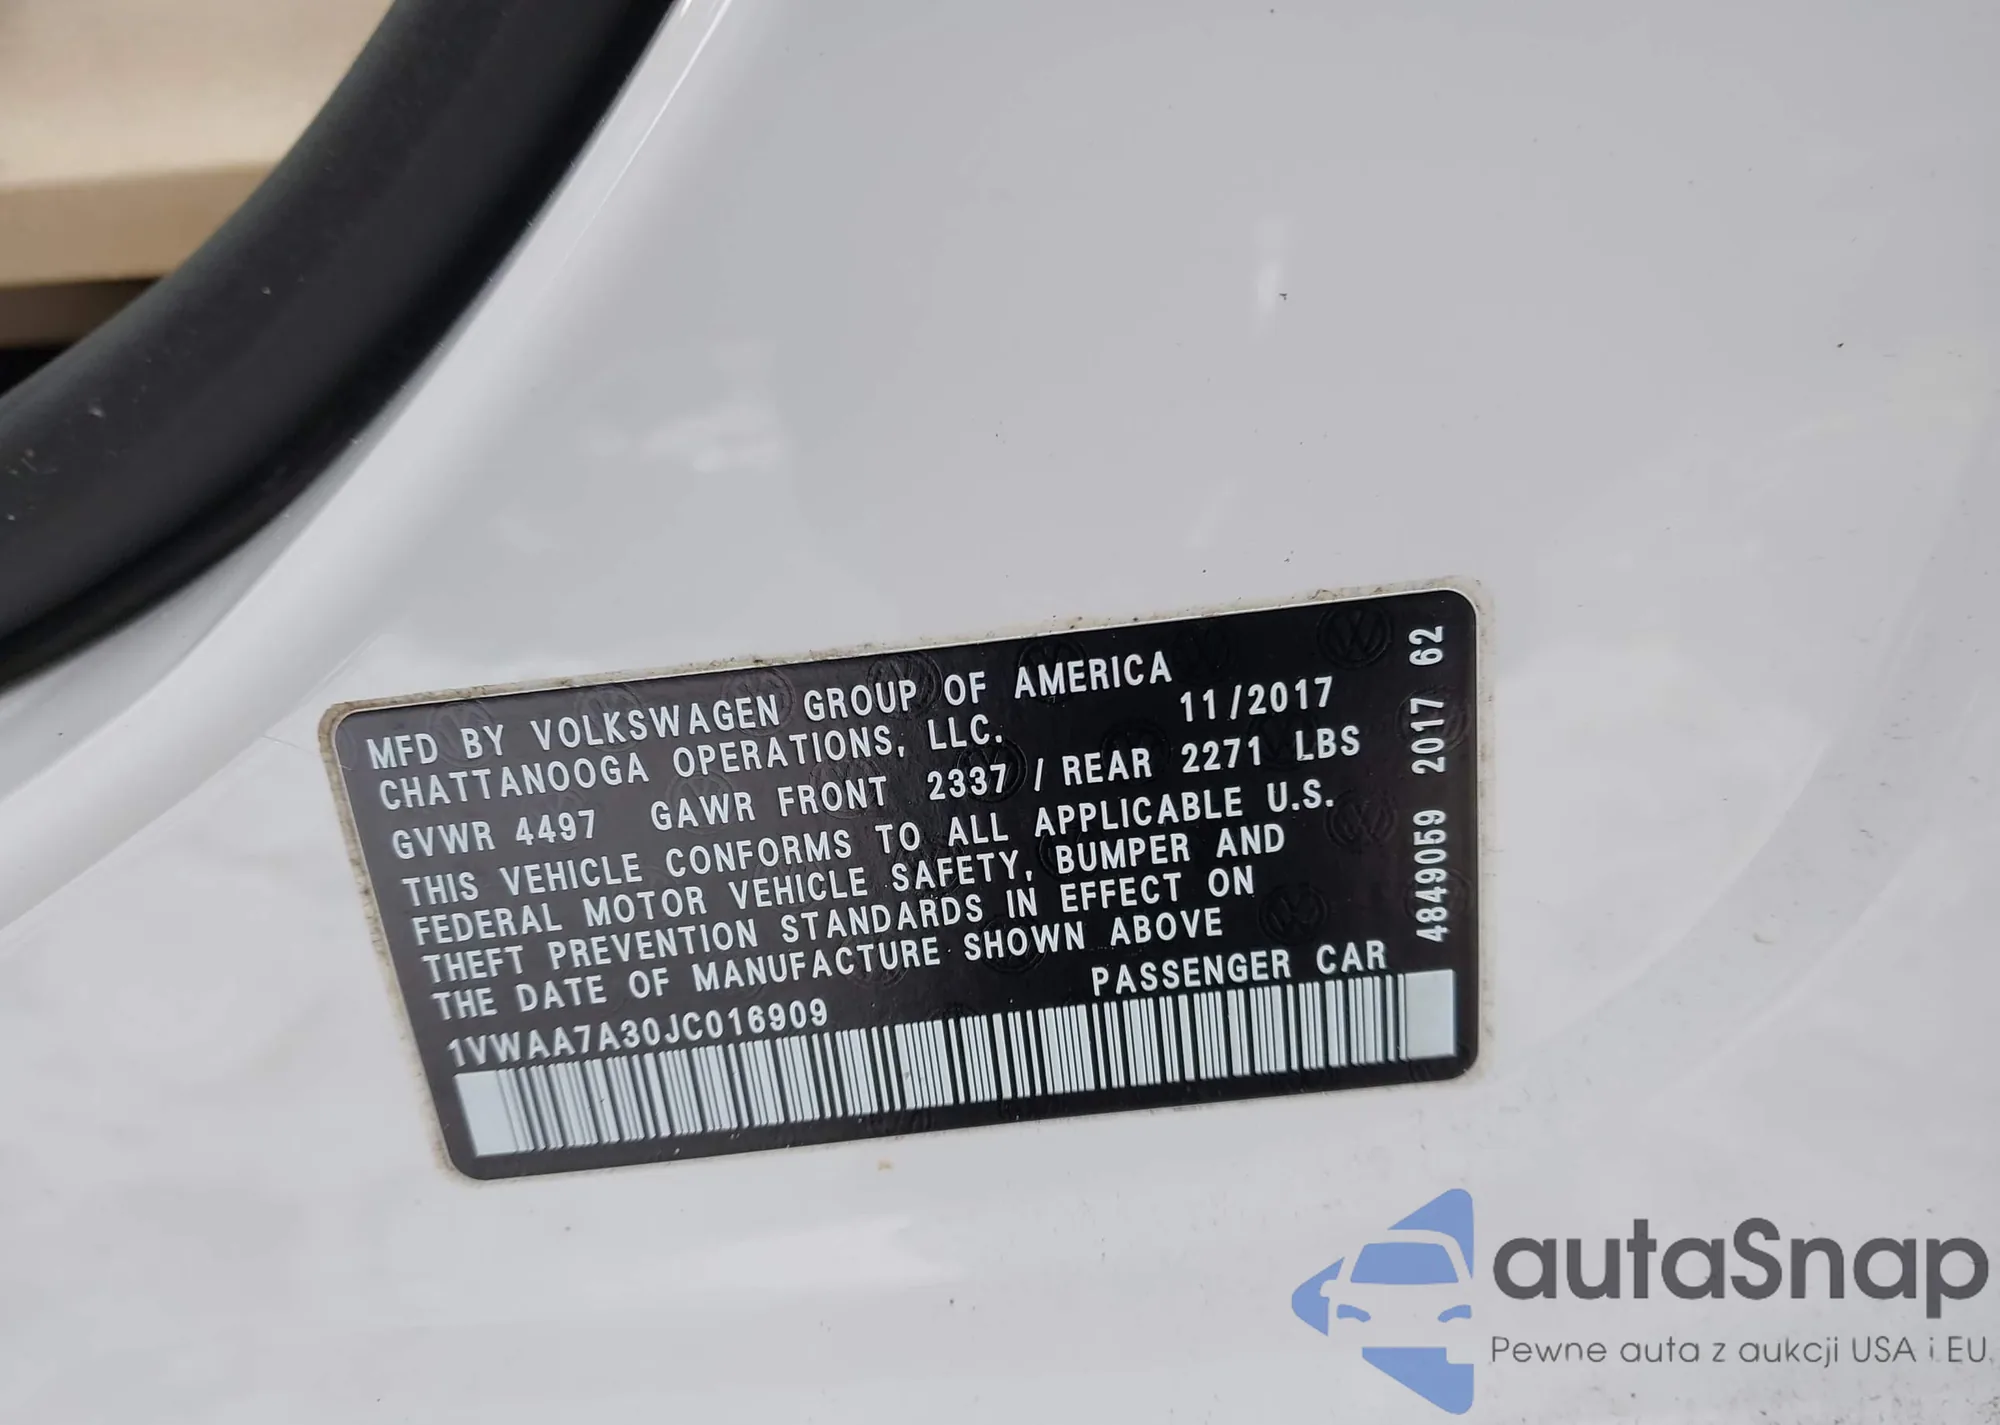 MFD BY VOLKSWAGEN GROUP OF AMERICA
CHATTANOOGA OPERATIONS, LLC. 11/2017
GVWR 4497 GAWR FRONT 2337 / REAR 2271 LBS
THIS VEHICLE CONFORMS TO ALL APPLICABLE U.S.
FEDERAL MOTOR VEHICLE SAFETY, BUMPER AND
THEFT PREVENTION STANDARDS IN EFFECT ON
THE DATE OF MANUFACTURE SHOWN ABOVE
PASSENGER CAR
1VWAA7A30JC016909
4849059 2017 62
autaSnap
Pewne auta z aukcji USA i EU.